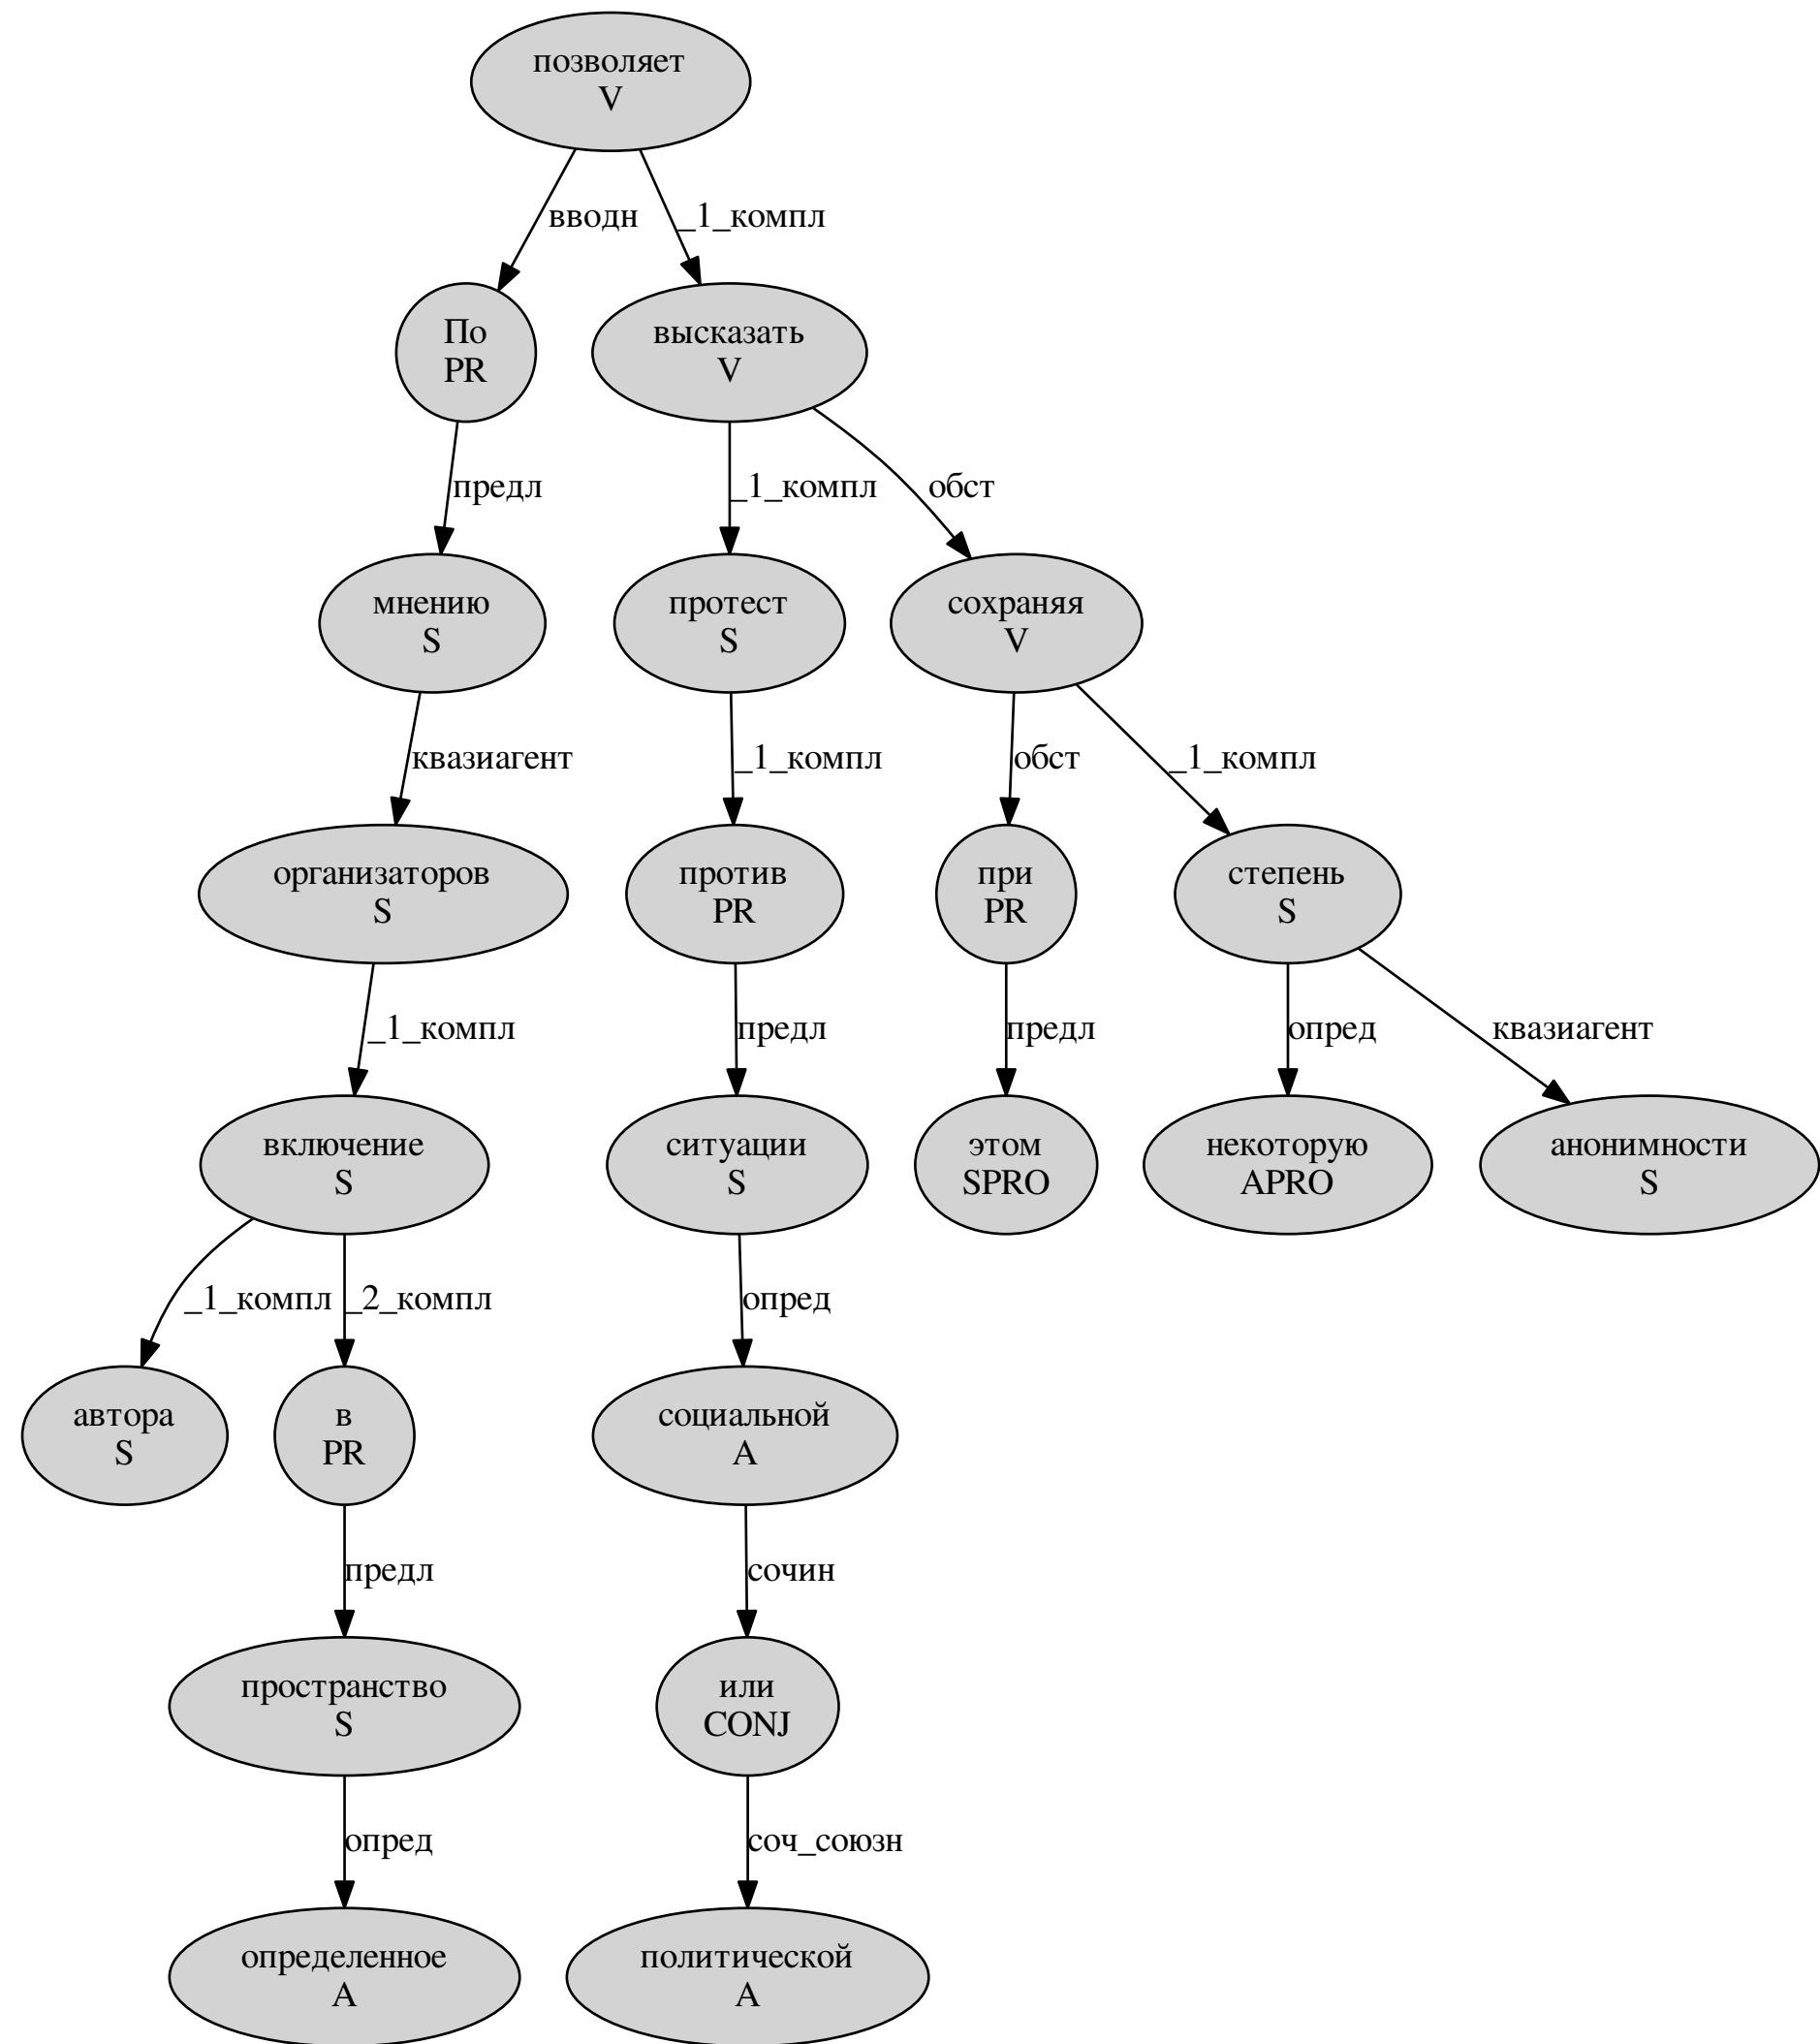 позволяет
V
вводн
_1_компл
По
PR
высказать
V
предл
_1_компл
обст
мнению
S
протест
S
сохраняя
V
квазиагент
_1_компл
обст
_1_компл
организаторов
S
против
PR
при
PR
степень
S
_1_компл
предл
предл
опред
квазиагент
включение
S
ситуации
S
этом
SPRO
некоторую
APRO
анонимности
S
_1_компл
_2_компл
опред
автора
S
в
PR
социальной
A
предл
сочин
пространство
S
или
CONJ
опред
соч_союзн
определенное
A
политической
A